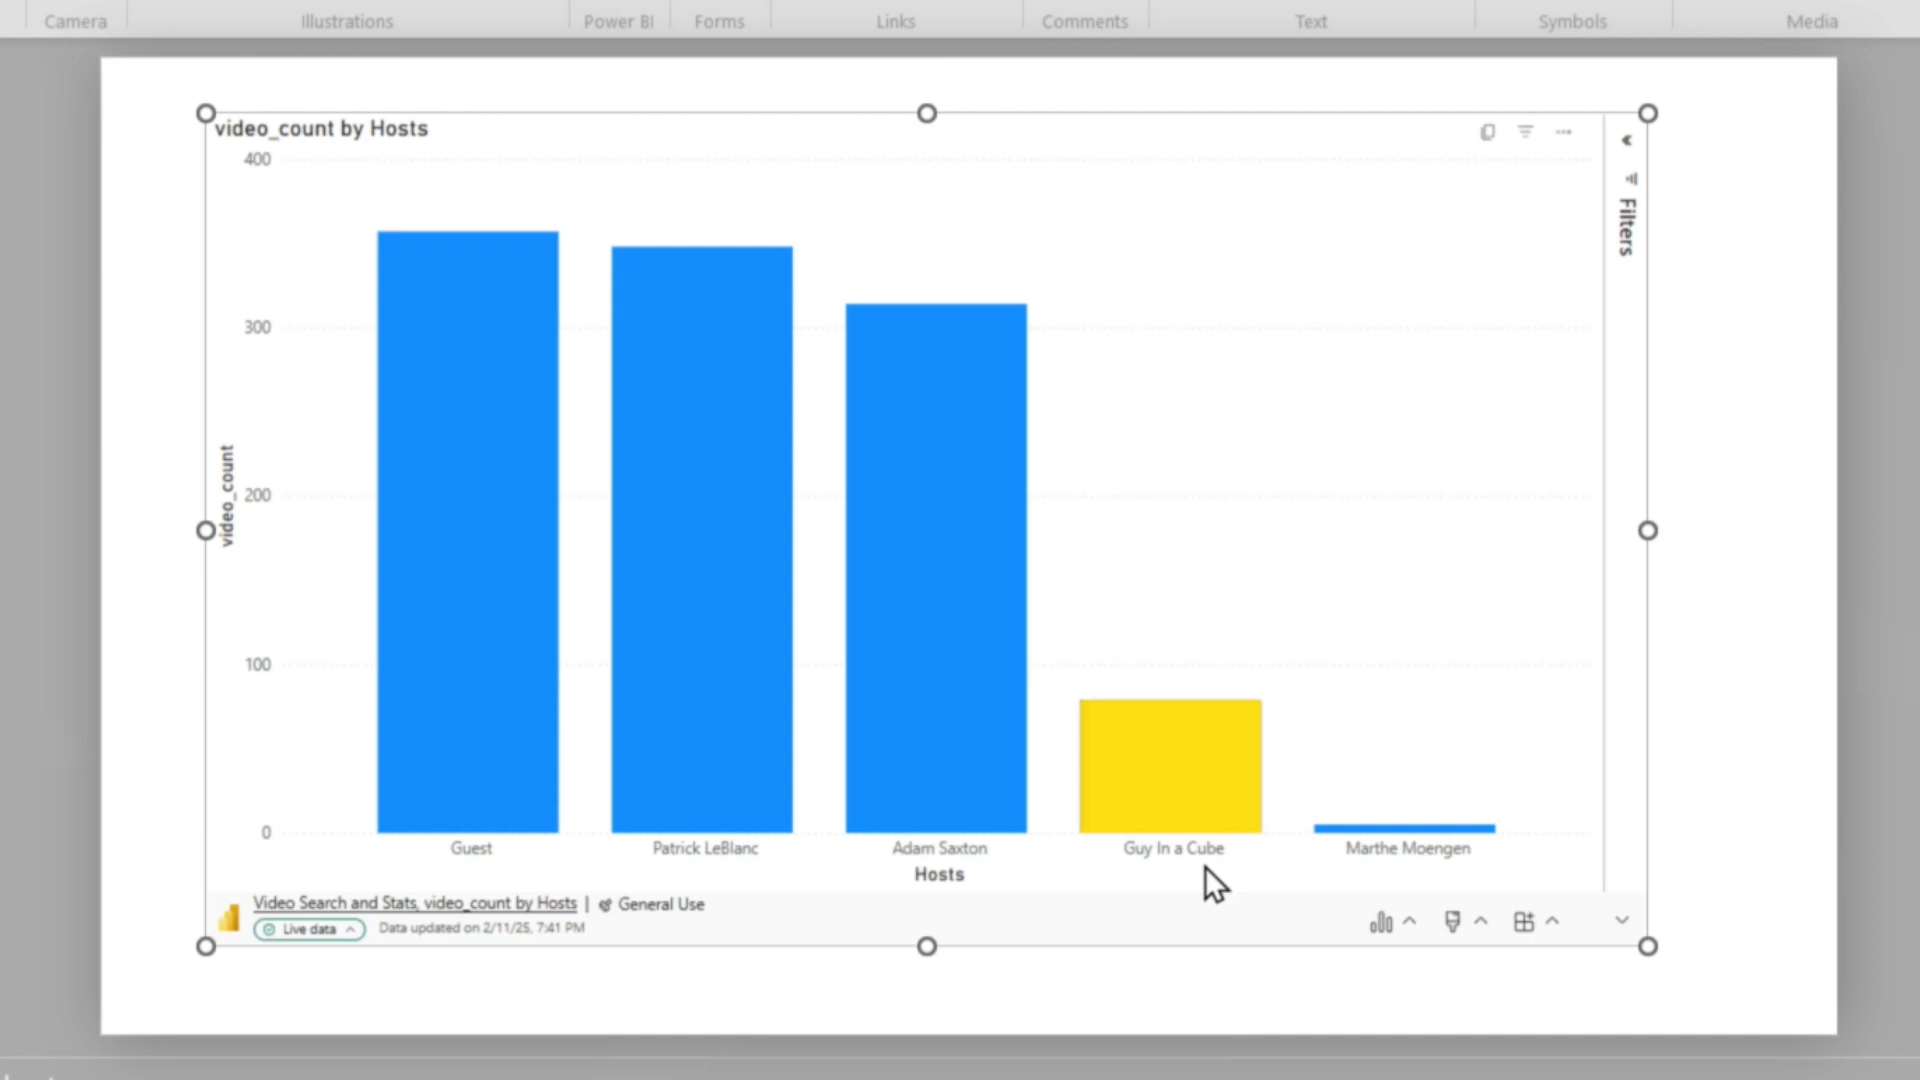 Camera
Illustrations
Power BI
Forms
Links
Comments
Text
Symbols
Media
video_count by Hosts
400
300
200
100
0
video_count
Guest
Patrick LeBlanc
Adam Saxton
Guy In a Cube
Marthe Moengen
Hosts
Filters
Video Search and Stats, video_count by Hosts | General Use
Live data
Data updated on 2/11/25, 7:41 PM